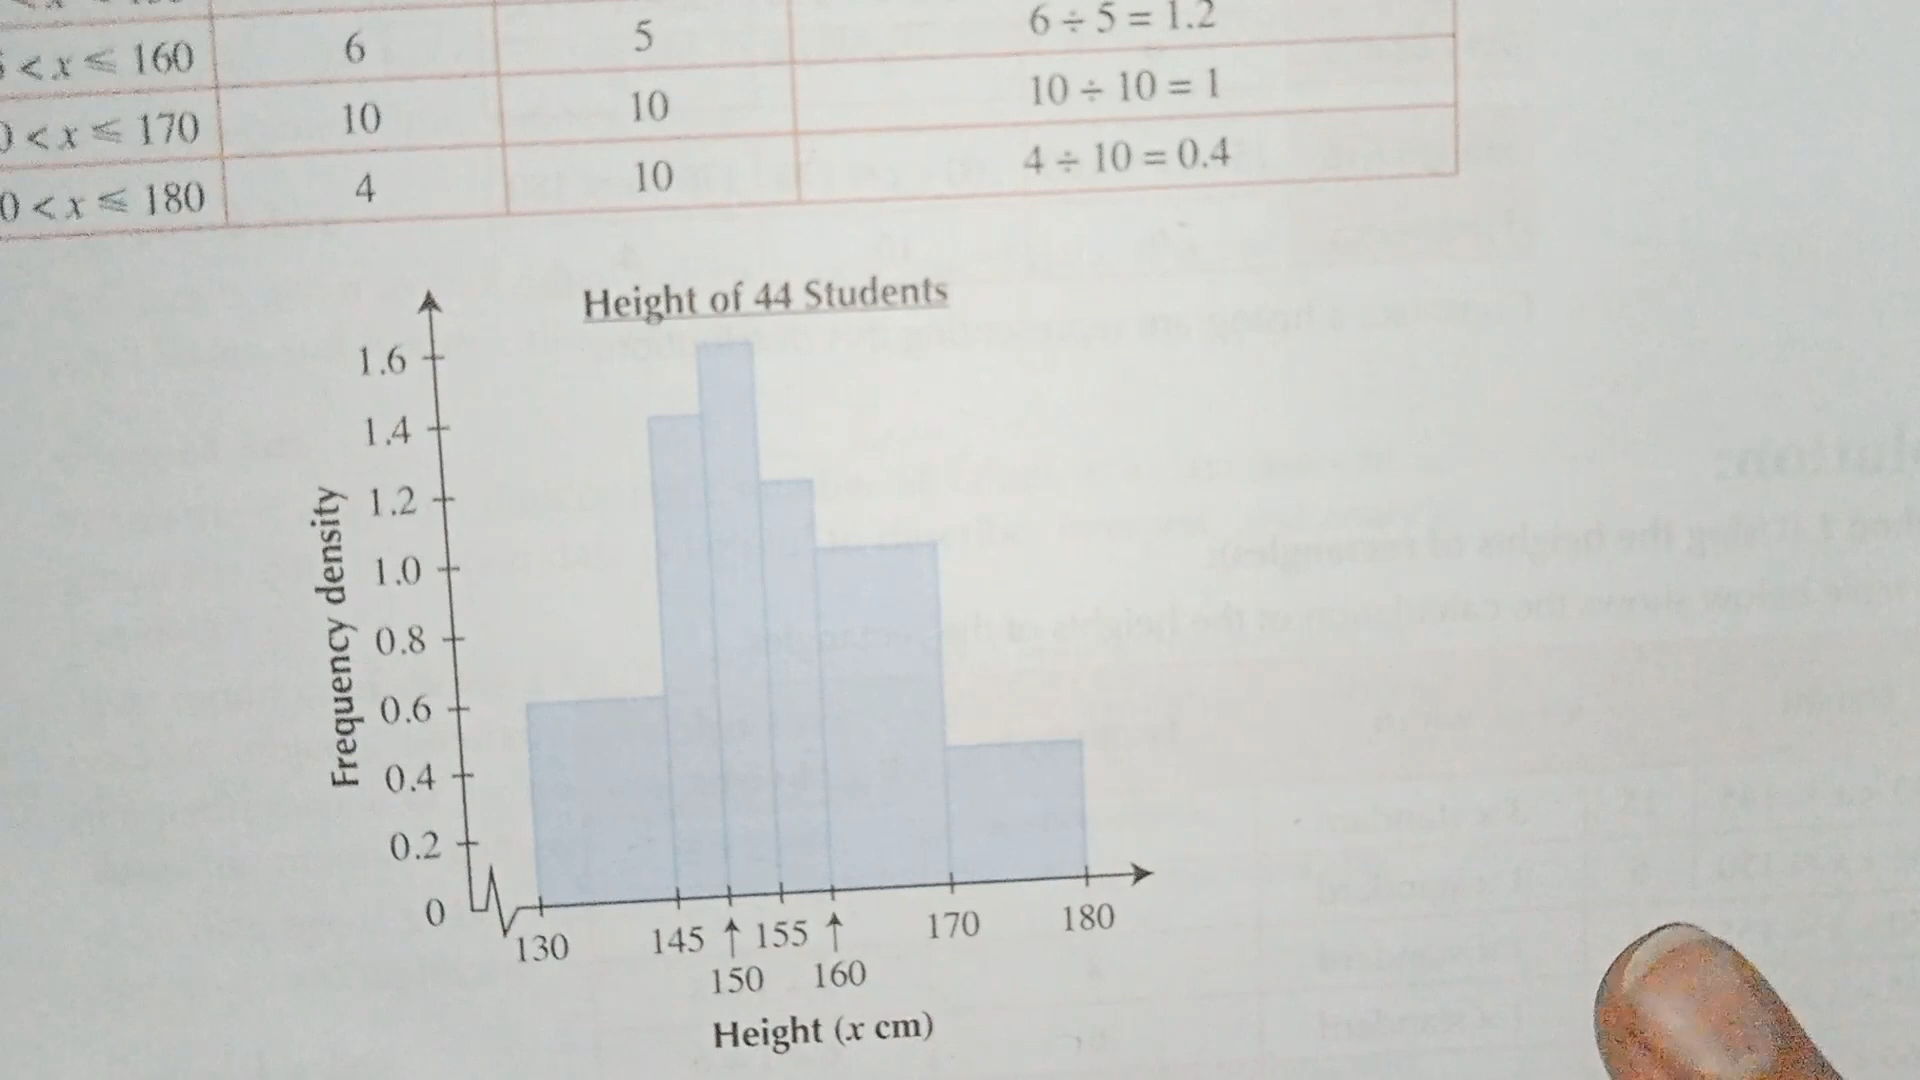 < x ⩽ 160 6 5 6 ÷ 5 = 1.2
< x ⩽ 170 10 10 10 ÷ 10 = 1
0 < x ⩽ 180 4 10 4 ÷ 10 = 0.4
Height of 44 Students
Frequency density
1.6
1.4
1.2
1.0
0.8
0.6
0.4
0.2
0
130 145 155 170 180
150 160
Height (x cm)